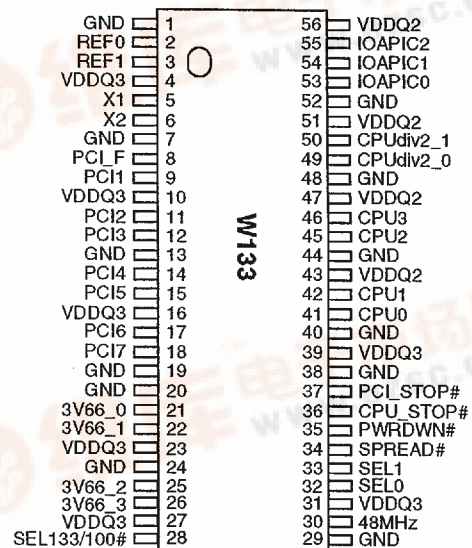 GND 1 56 VDDQ2
REF0 2 55 IOAPIC2
REF1 3 54 IOAPIC1
VDDQ3 4 53 IOAPIC0
X1 5 52 GND
X2 6 51 VDDQ2
GND 7 50 CPUdiv2_1
PCI_F 8 49 CPUdiv2_0
PCI1 9 48 GND
VDDQ3 10 47 VDDQ2
PCI2 11 46 CPU3
PCI3 12 45 CPU2
GND 13 44 GND
PCI4 14 43 VDDQ2
PCI5 15 42 CPU1
VDDQ3 16 41 CPU0
PCI6 17 40 GND
PCI7 18 39 VDDQ3
GND 19 38 GND
GND 20 37 PCI_STOP#
3V66_0 21 36 CPU_STOP#
3V66_1 22 35 PWRDWN#
VDDQ3 23 34 SPREAD#
GND 24 33 SEL1
3V66_2 25 32 SEL0
3V66_3 26 31 VDDQ3
VDDQ3 27 30 48MHz
SEL133/100# 28 29 GND
W133